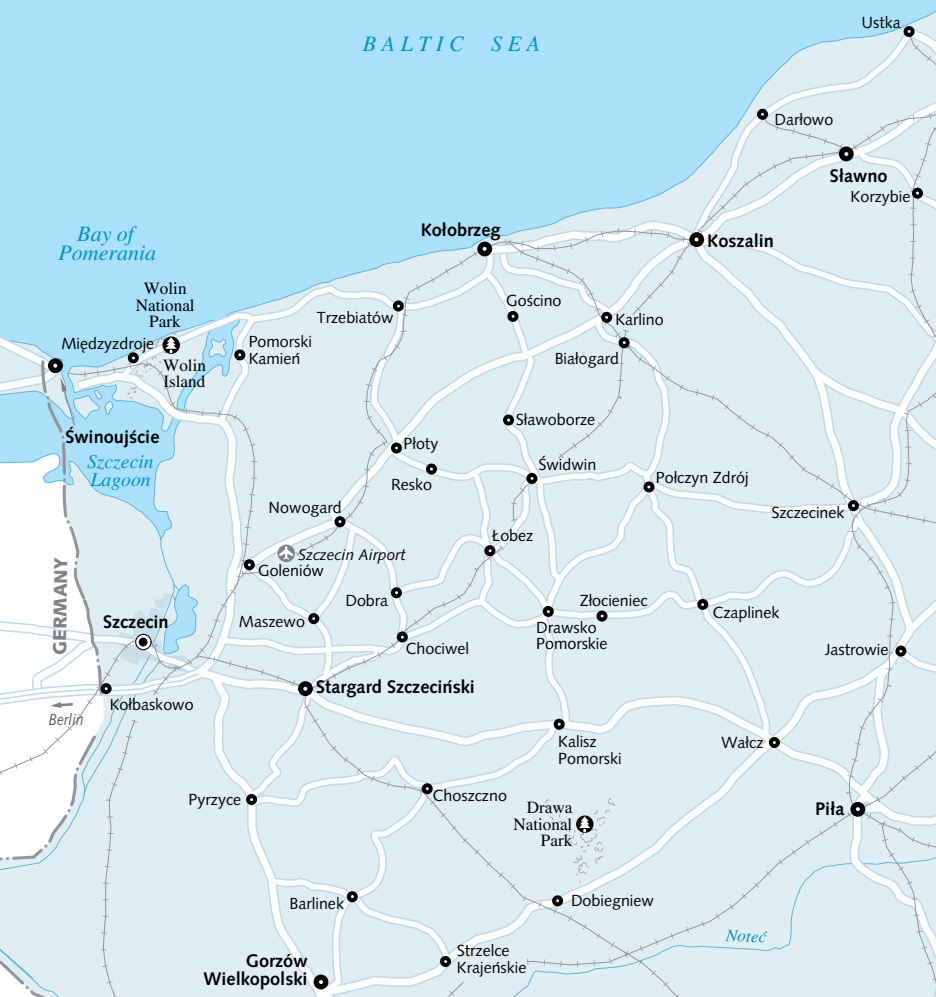 Ustka
BALTIC SEA
Darłowo
Sławno
Korzybie
Kołobrzeg
Koszalin
Bay of
Pomerania
Wolin
National
Park
Trzebiatów
Gościno
Karlino
Międzyzdroje
Pomorski
Kamień
Wolin
Island
Białogard
Sławoborze
Świnoujście
Płoty
Szczecin
Lagoon
Resko
Świdwin
Połczyn Zdrój
Szczecinek
Nowogard
Łobez
Szczecin Airport
Goleniów
GERMANY
Dobra
Złocieniec
Czaplinek
Szczecin
Maszewo
Drawsko
Pomorskie
Chociwel
Jastrowie
Stargard Szczeciński
Kołbaskowo
Berlin
Kalisz
Pomorski
Wałcz
Pyrzyce
Choszczno
Drawa
National
Park
Piła
Barlinek
Dobiegniew
Noteć
Strzelce
Krajeńskie
Gorzów
Wielkopolski